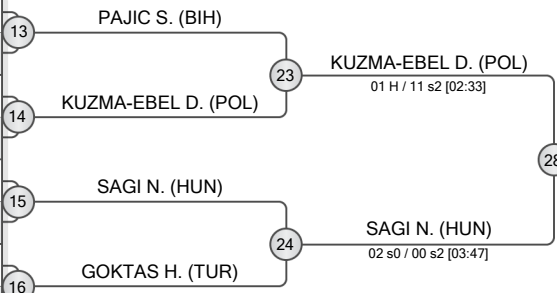 PAJIC S. (BIH)
13
23
KUZMA-EBEL D. (POL)
01 H / 11 s2 [02:33]
KUZMA-EBEL D. (POL)
14
28
SAGI N. (HUN)
15
24
SAGI N. (HUN)
02 s0 / 00 s2 [03:47]
GOKTAS H. (TUR)
16